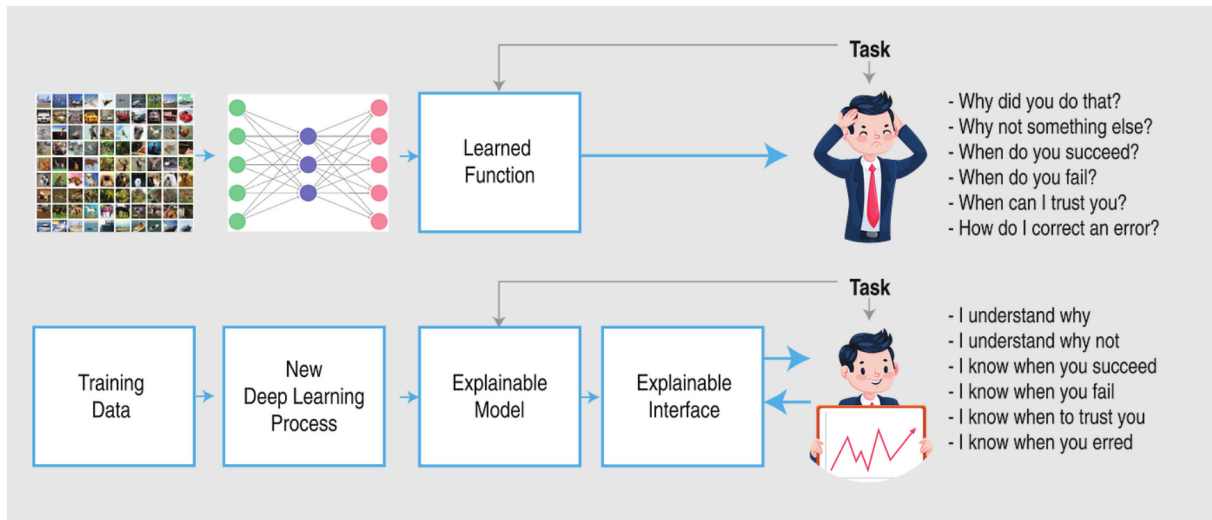 Task
Learned
Function
- Why did you do that?
- Why not something else?
- When do you succeed?
- When do you fail?
- When can I trust you?
- How do I correct an error?
Task
Training
Data
New
Deep Learning
Process
Explainable
Model
Explainable
Interface
- I understand why
- I understand why not
- I know when you succeed
- I know when you fail
- I know when to trust you
- I know when you erred